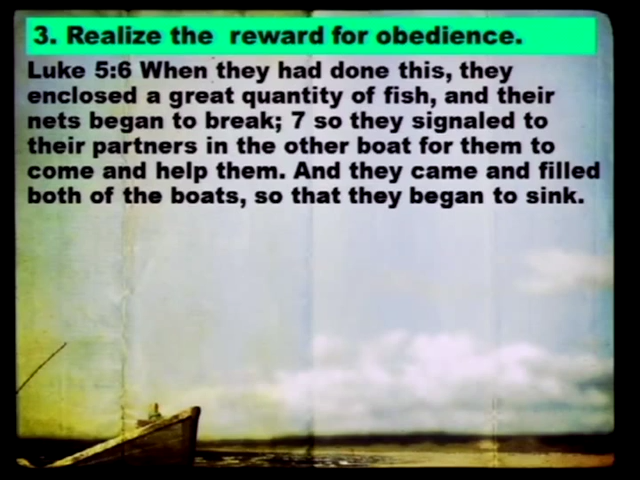 3. Realize the reward for obedience.
Luke 5:6 When they had done this, they
enclosed a great quantity of fish, and their
nets began to break; 7 so they signaled to
their partners in the other boat for them to
come and help them. And they came and filled
both of the boats, so that they began to sink.